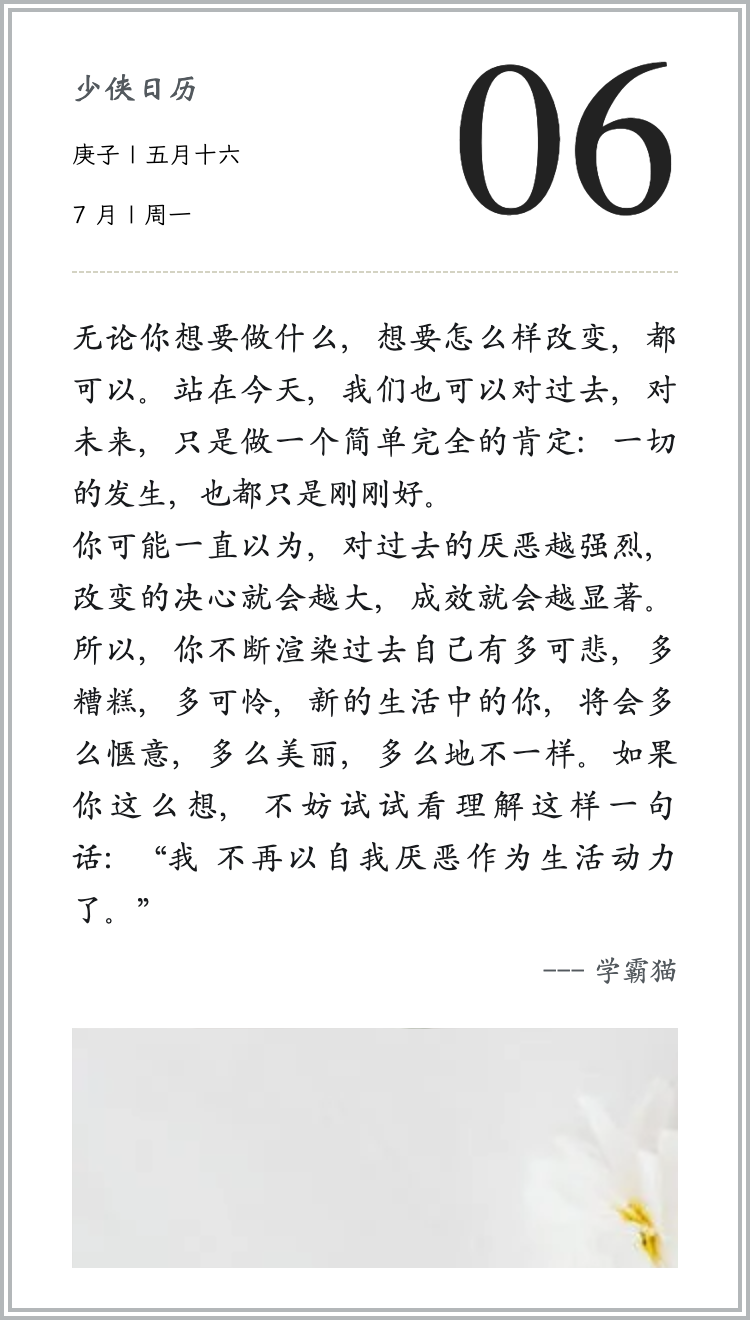 少侠日历
06
庚子 | 五月十六
7 月 | 周一
无论你想要做什么，想要怎么样改变，都
可以。站在今天，我们也可以对过去，对
未来，只是做一个简单完全的肯定：一切
的发生，也都只是刚刚好。
你可能一直以为，对过去的厌恶越强烈，
改变的决心就会越大，成效就会越显著。
所以，你不断渲染过去自己有多可悲，多
糟糕，多可怜，新的生活中的你，将会多
么惬意，多么美丽，多么地不一样。如果
你这么想，不妨试试看理解这样一句
话：“我 不再以自我厌恶作为生活动力
了。”
--- 学霸猫